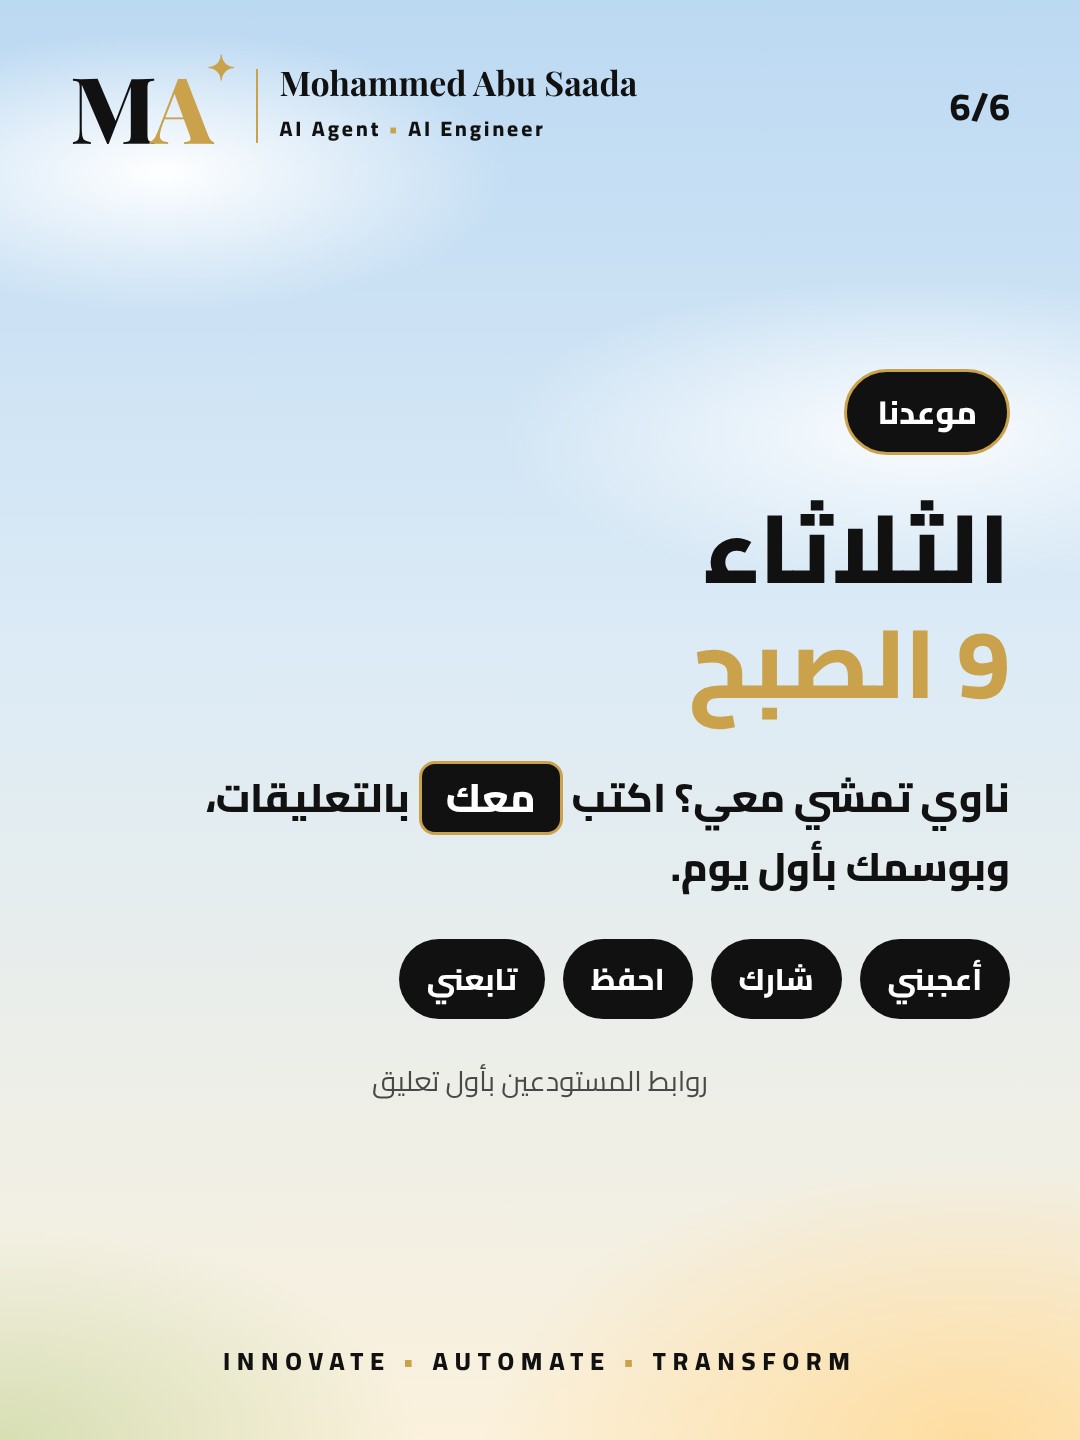 MA
Mohammed Abu Saada
AI Agent ▪ AI Engineer
6/6
موعدنا
الثلاثاء
9 الصبح
ناوي تمشي معي؟ اكتب معك بالتعليقات،
وبوسمك بأول يوم.
أعجبني شارك احفظ تابعني
روابط المستودعين بأول تعليق
INNOVATE ▪ AUTOMATE ▪ TRANSFORM